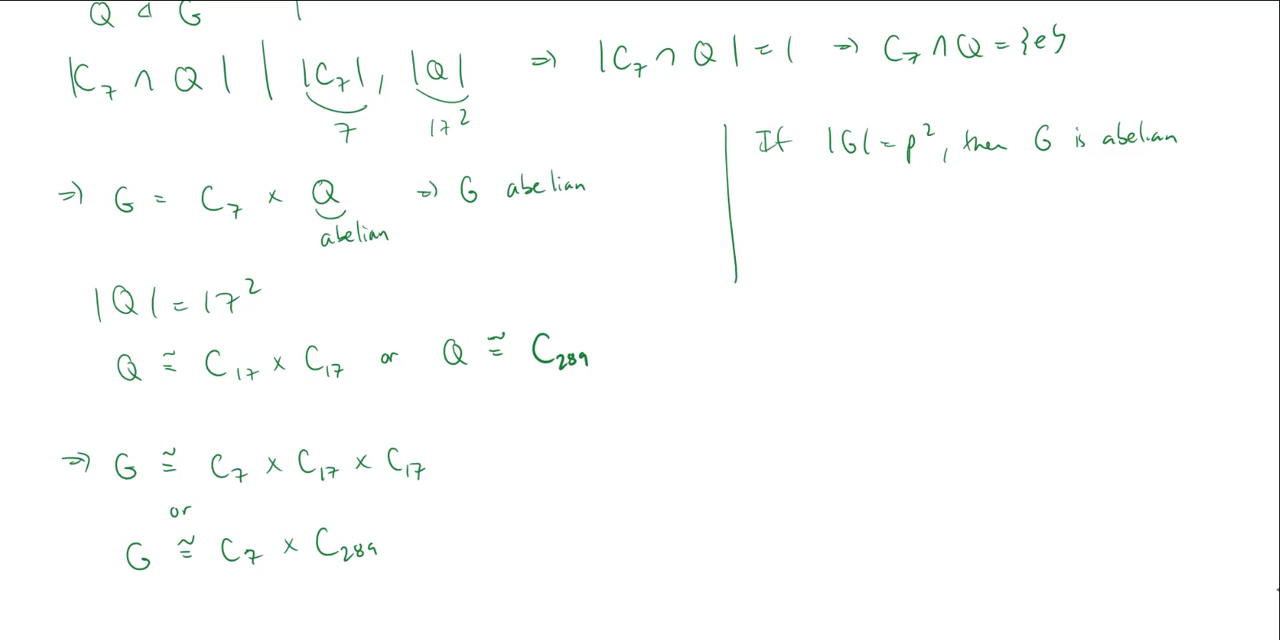 Q ⊲ G
|C₇ ∩ Q| | |C₇|, |Q| ⇒ |C₇ ∩ Q| = 1 ⇒ C₇ ∩ Q = {e}
7 17²
If |G| = p², then G is abelian
⇒ G = C₇ × Q ⇒ G abelian
abelian
|Q| = 17²
Q ≅ C₁₇ × C₁₇ or Q ≅ C₂₈₉
⇒ G ≅ C₇ × C₁₇ × C₁₇
or
G ≅ C₇ × C₂₈₉